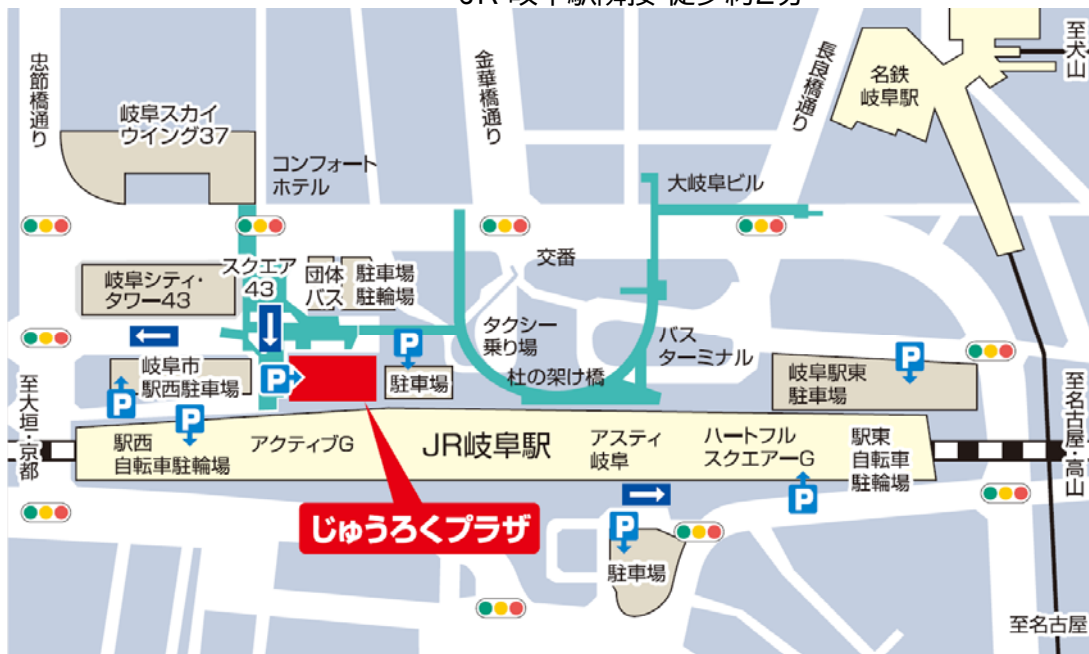 忠節橋通り
金華橋通り
長良橋通り
至犬山
名鉄
岐阜駅
岐阜スカイ
ウイング37
コンフォート
ホテル
大岐阜ビル
交番
岐阜シティ・
タワー43
スクエア
43
団体
バス
駐車場
駐輪場
タクシー
乗り場
バス
ターミナル
杜の架け橋
P
P
岐阜市
駅西駐車場
P
駐車場
岐阜駅東
駐車場
P
P
至大垣・京都
至名古屋・高山
駅西
自転車駐輪場
アクティブG
JR岐阜駅
アスティ
岐阜
ハートフル
スクエアーG
駅東
自転車
駐輪場
P
じゅうろくプラザ
P
駐車場
至名古屋